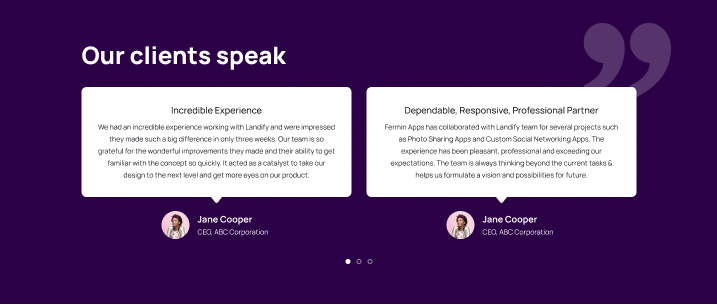 Our clients speak
Incredible Experience
We had an incredible experience working with Landify and were impressed
they made such a big difference in only three weeks. Our team is so
grateful for the wonderful improvements they made and their ability to get
familiar with the concept so quickly. It acted as a catalyst to take our
design to the next level and get more eyes on our product.
Jane Cooper
CEO, ABC Corporation
Dependable, Responsive, Professional Partner
Fermin Apps has collaborated with Landify team for several projects such
as Photo Sharing Apps and Custom Social Networking Apps. The
experience has been pleasant, professional and exceeding our
expectations. The team is always thinking beyond the current tasks &
helps us formulate a vision and possibilities for future.
Jane Cooper
CEO, ABC Corporation